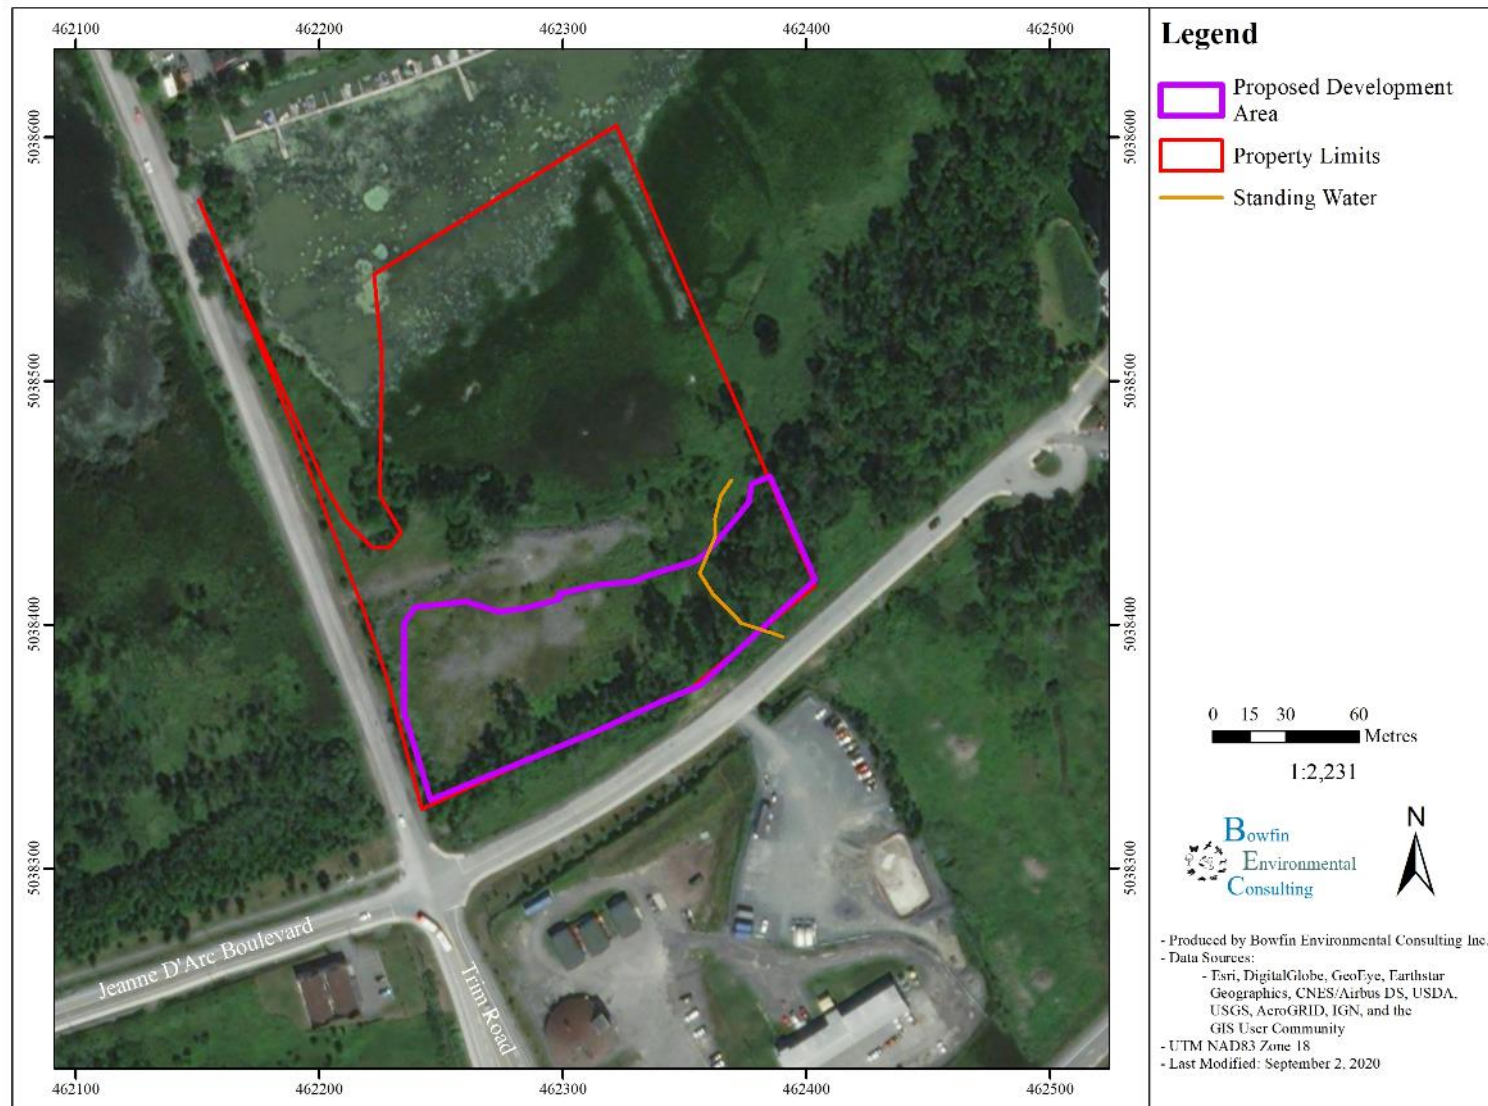 462100 462200 462300 462400 462500
5038600 5038600
5038500 5038500
5038400 5038400
5038300 5038300
Jeanne D'Arc Boulevard
Trim Road
462100 462200 462300 462400 462500
Legend
Proposed Development
Area
Property Limits
Standing Water
0 15 30 60
Metres
1:2,231
Bowfin
Environmental
Consulting
N
- Produced by Bowfin Environmental Consulting Inc.
- Data Sources:
- Esri, DigitalGlobe, GeoEye, Earthstar
Geographics, CNES/Airbus DS, USDA,
USGS, AeroGRID, IGN, and the
GIS User Community
- UTM NAD83 Zone 18
- Last Modified: September 2, 2020